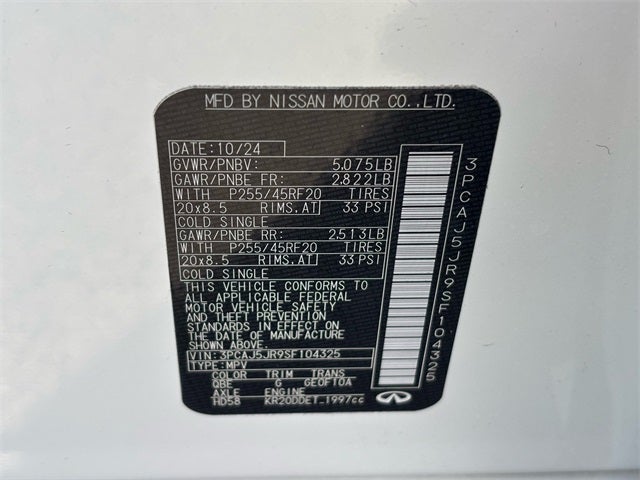 MFD BY NISSAN MOTOR CO.,LTD.
DATE:10/24
GVWR/PNBV: 5.075LB
GAWR/PNBE FR: 2.822LB
WITH P255/45RF20 TIRES
20x8.5 RIMS.AT 33 PSI
COLD SINGLE
GAWR/PNBE RR: 2.513LB
WITH P255/45RF20 TIRES
20x8.5 RIMS.AT 33 PSI
COLD SINGLE
THIS VEHICLE CONFORMS TO
ALL APPLICABLE FEDERAL
MOTOR VEHICLE SAFETY
AND THEFT PREVENTION
STANDARDS IN EFFECT ON
THE DATE OF MANUFACTURE
SHOWN ABOVE.
VIN:3PCAJ5JR9SF104325
TYPE:MPV
COLOR TRIM TRANS
QBE G GE0F10A
AXLE ENGINE
HD58 KR20DDET 1997cc
3PCAJ5JR9SF104325